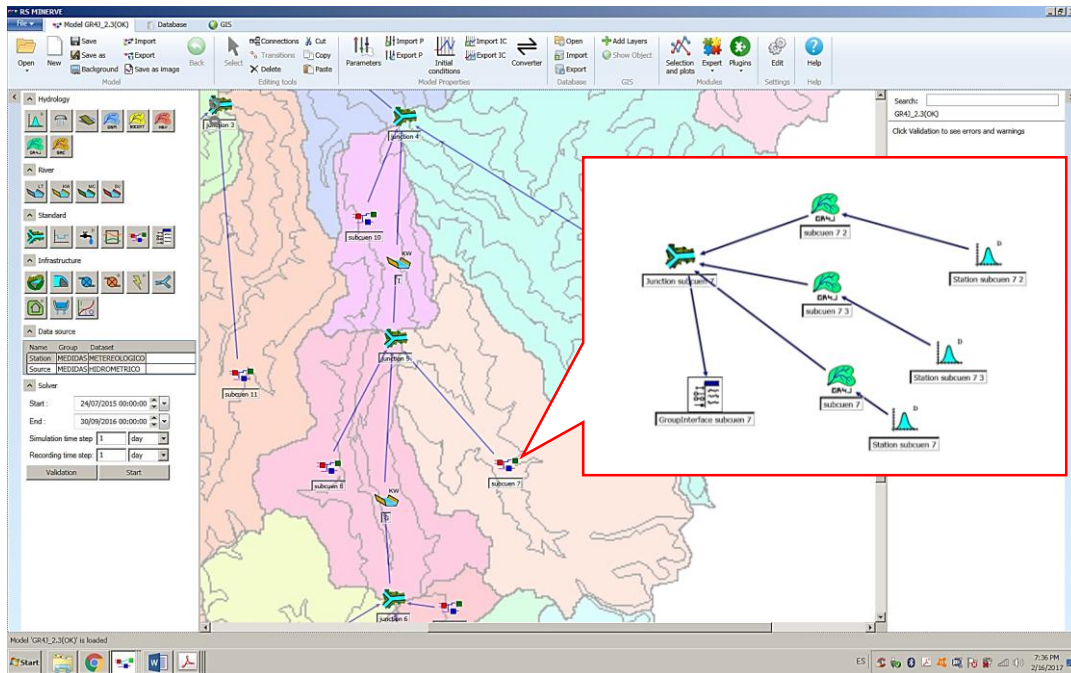 RS MINERVE
File
Model GR4J_2.3(OK)
Database
GIS
Open
New
Save
Save as
Background
Import
Export
Save as image
Back
Model
Select
Connections
Transitions
Delete
Cut
Copy
Paste
Editing tools
Parameters
Import P
Export P
Initial conditions
Import IC
Export IC
Converter
Model Properties
Open
Import
Export
Database
Add Layers
Show Object
GIS
Selection and plots
Expert
Plugins
Modules
Edit
Settings
Help
Help
Hydrology
GR4J
River
LT
KW
MC
SV
Standard
Infrastructure
Data source
Name Group Dataset
Station MEDIDAS METEREOLOGICO
Source MEDIDAS HIDROMETRICO
Solver
Start : 24/07/2015 00:00:00
End : 30/09/2016 00:00:00
Simulation time step 1 day
Recording time step: 1 day
Validation
Start
junction 3
junction 4
subcuen 10
KW
junction 5
subcuen 11
subcuen 8
subcuen 7
KW
junction 6
Search:
GR4J_2.3(OK)
Click Validation to see errors and warnings
GR4J
subcuen 7 2
D
Station subcuen 7 2
Junction subcuen 7
GR4J
subcuen 7 3
D
Station subcuen 7 3
GR4J
subcuen 7
D
Station subcuen 7
GroupInterface subcuen 7
Model 'GR4J_2.3(OK)' is loaded
Start
ES
7:36 PM
2/16/2017